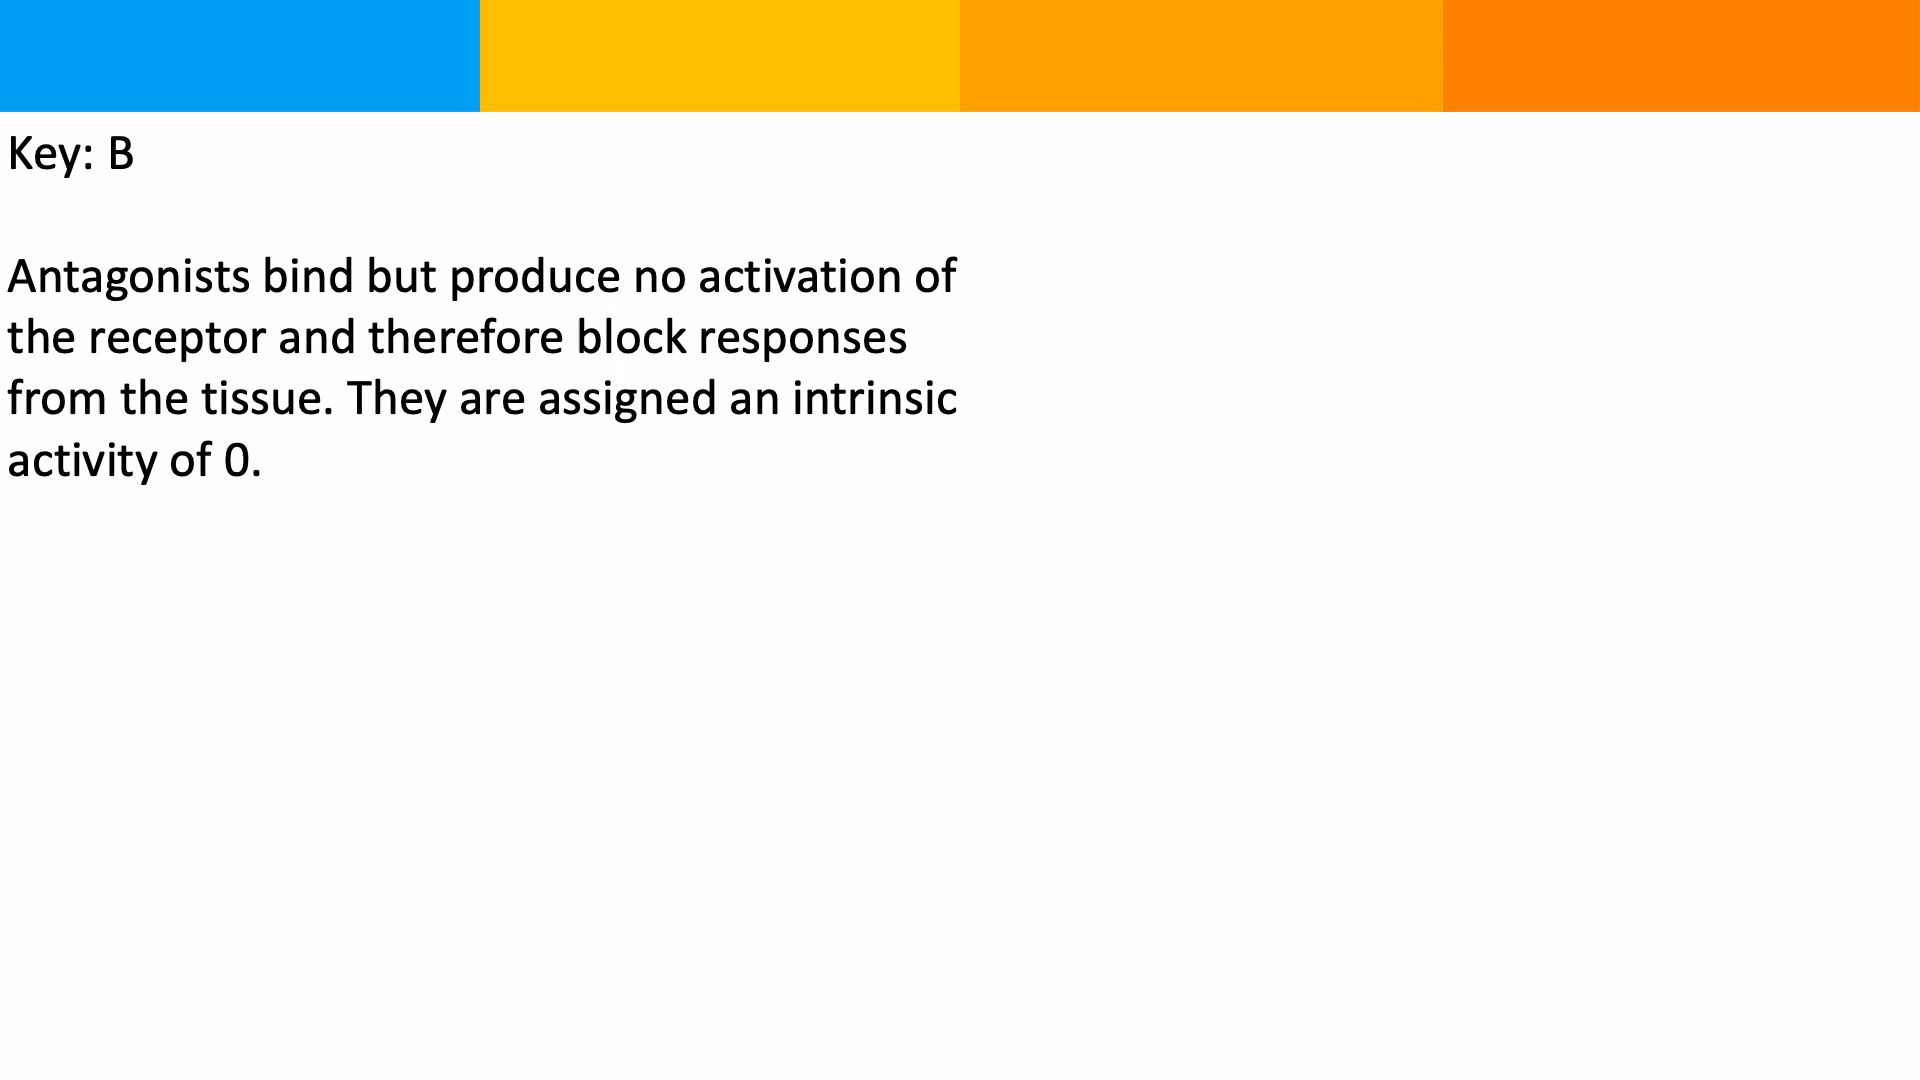 Key: B
Antagonists bind but produce no activation of
the receptor and therefore block responses
from the tissue. They are assigned an intrinsic
activity of 0.